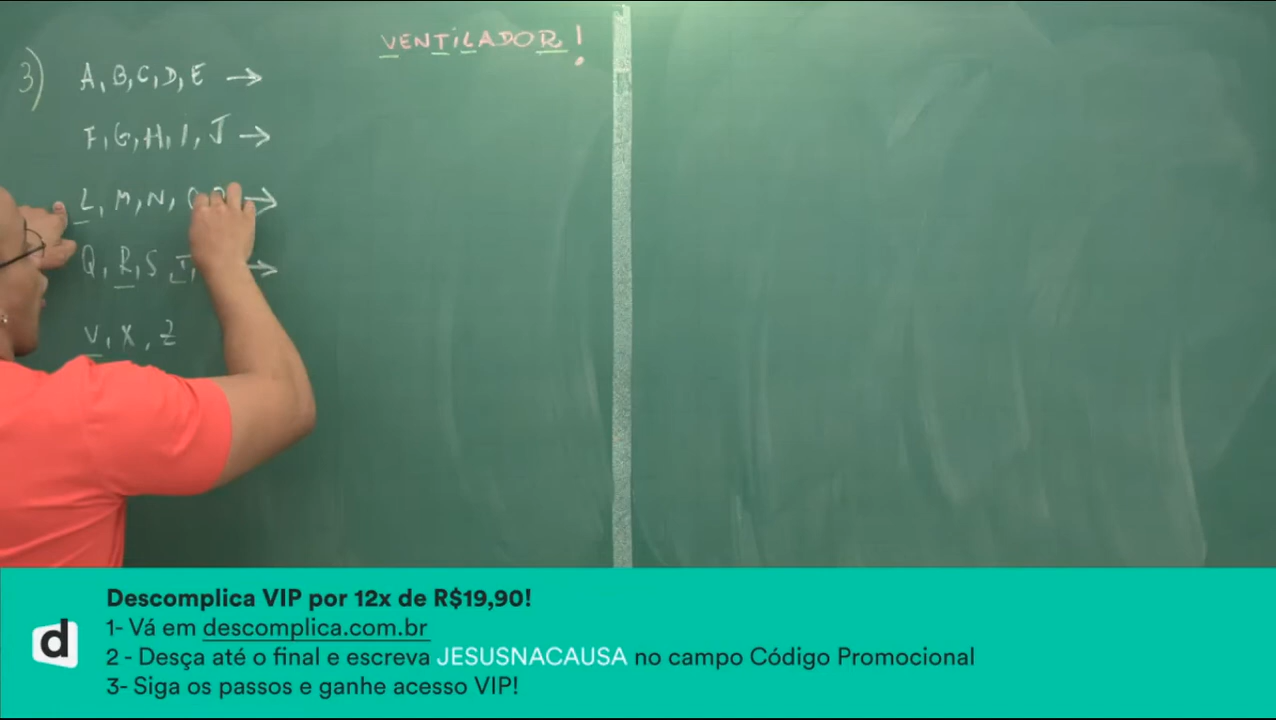 VENTILADOR!
3) A, B, C, D, E →
F, G, H, I, J →
L, M, N, →
Q, R, S, T, →
V, X, Z
d
Descomplica VIP por 12x de R$19,90!
1- Vá em descomplica.com.br
2 - Desça até o final e escreva JESUSNACAUSA no campo Código Promocional
3- Siga os passos e ganhe acesso VIP!